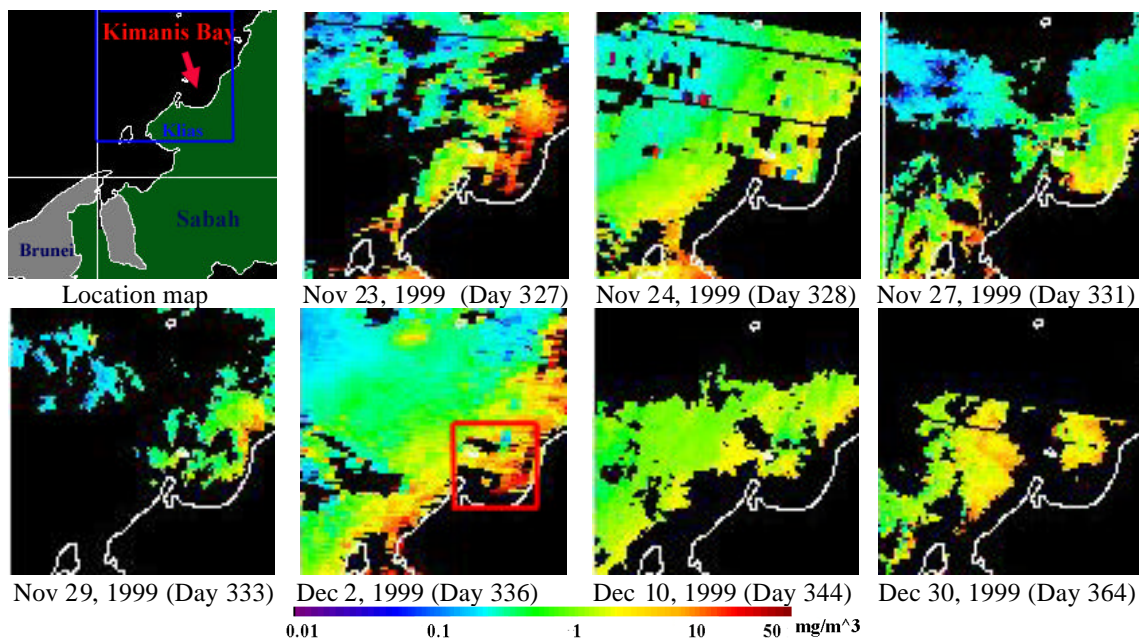 Kimanis Bay
Klias
Sabah
Brunei
Location map
Nov 23, 1999 (Day 327)
Nov 24, 1999 (Day 328)
Nov 27, 1999 (Day 331)
Nov 29, 1999 (Day 333)
Dec 2, 1999 (Day 336)
Dec 10, 1999 (Day 344)
Dec 30, 1999 (Day 364)
0.01 0.1 1 10 50 mg/m^3